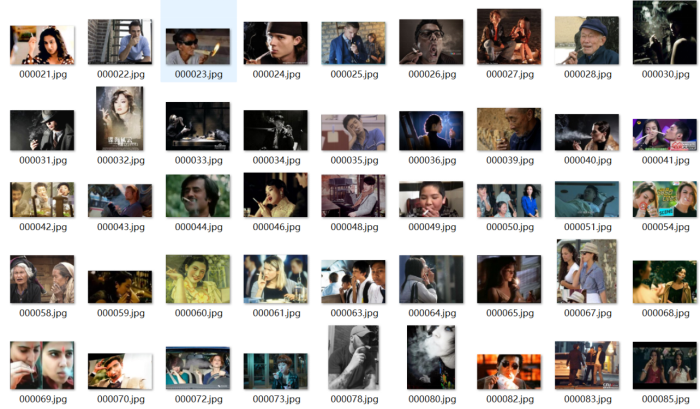 000021.jpg 000022.jpg 000023.jpg 000024.jpg 000025.jpg 000026.jpg 000027.jpg 000028.jpg 000030.jpg
000031.jpg 000032.jpg 000033.jpg 000034.jpg 000035.jpg 000036.jpg 000039.jpg 000040.jpg 000041.jpg
000042.jpg 000043.jpg 000044.jpg 000046.jpg 000048.jpg 000049.jpg 000050.jpg 000051.jpg 000054.jpg
000058.jpg 000059.jpg 000060.jpg 000061.jpg 000063.jpg 000064.jpg 000065.jpg 000067.jpg 000068.jpg
000069.jpg 000070.jpg 000072.jpg 000073.jpg 000078.jpg 000080.jpg 000082.jpg 000083.jpg 000085.jpg